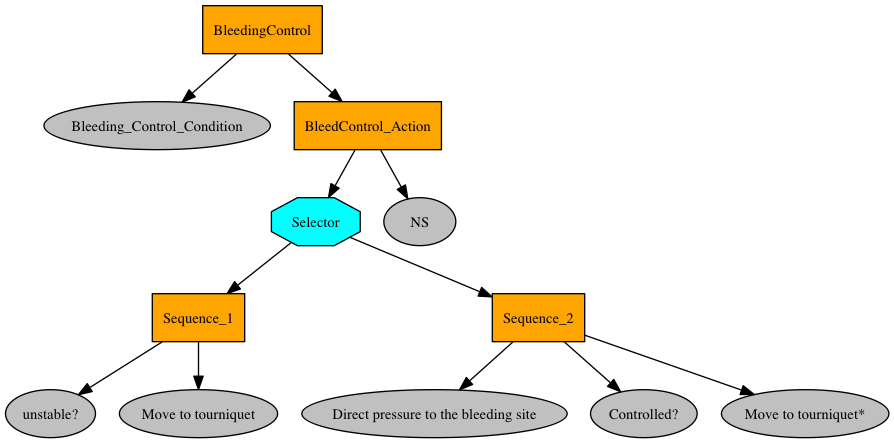 BleedingControl
Bleeding_Control_Condition
BleedControl_Action
Selector
NS
Sequence_1
Sequence_2
unstable?
Move to tourniquet
Direct pressure to the bleeding site
Controlled?
Move to tourniquet*